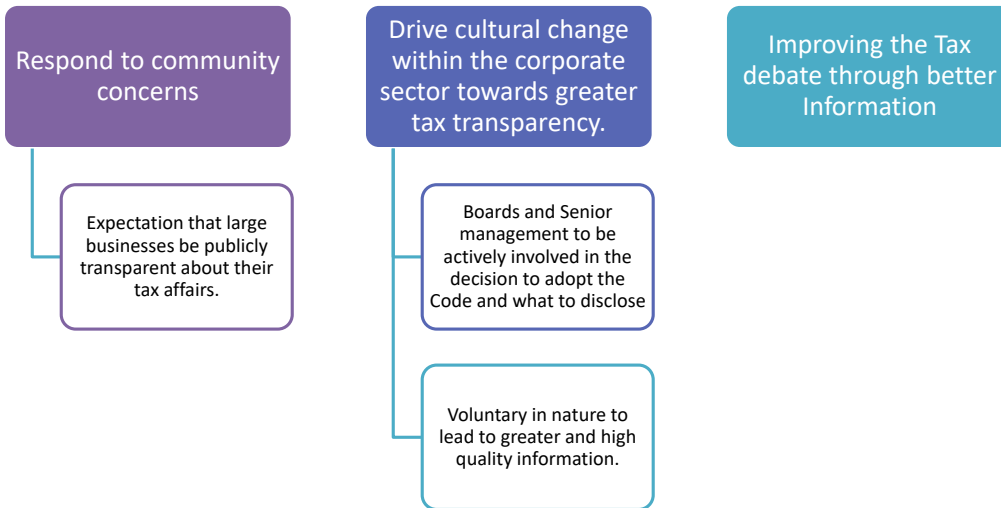 Respond to community
concerns
Expectation that large
businesses be publicly
transparent about their
tax affairs.
Drive cultural change
within the corporate
sector towards greater
tax transparency.
Boards and Senior
management to be
actively involved in the
decision to adopt the
Code and what to disclose
Voluntary in nature to
lead to greater and high
quality information.
Improving the Tax
debate through better
Information